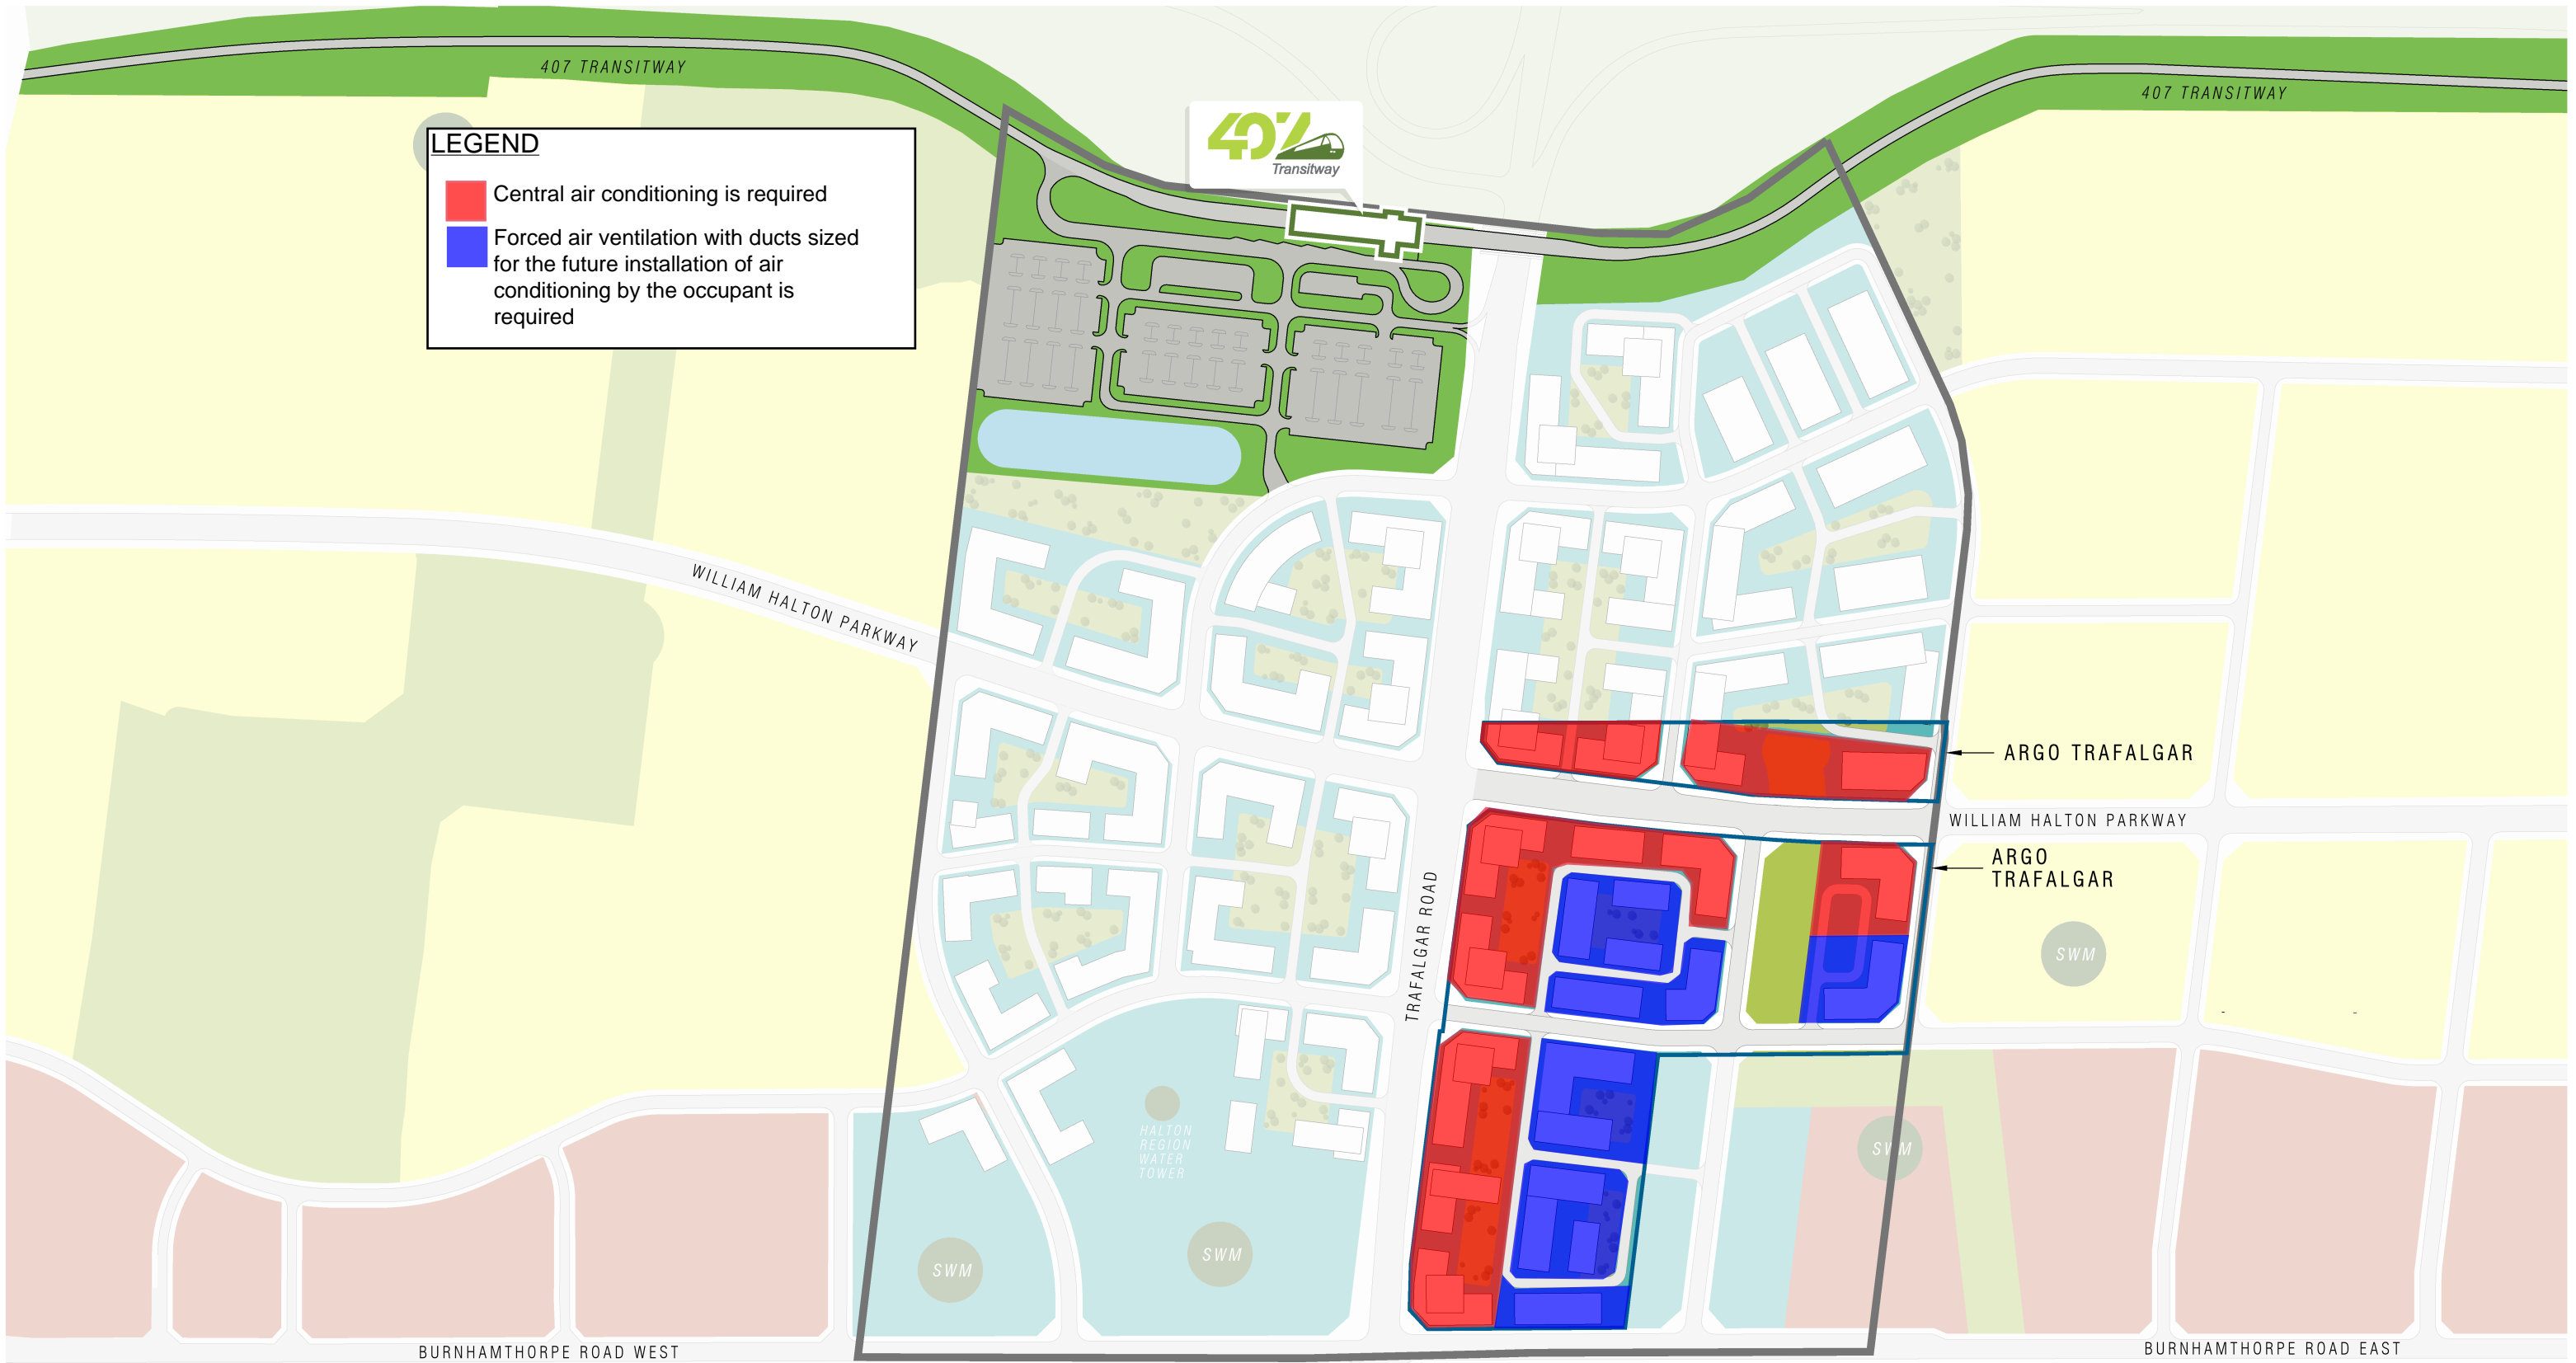 407 TRANSITWAY
407 TRANSITWAY
407
Transitway
LEGEND
Central air conditioning is required
Forced air ventilation with ducts sized
for the future installation of air
conditioning by the occupant is
required
WILLIAM HALTON PARKWAY
ARGO TRAFALGAR
WILLIAM HALTON PARKWAY
ARGO
TRAFALGAR
TRAFALGAR ROAD
SWM
HALTON
REGION
WATER
TOWER
SWM
SWM
SWM
BURNHAMTHORPE ROAD WEST
BURNHAMTHORPE ROAD EAST